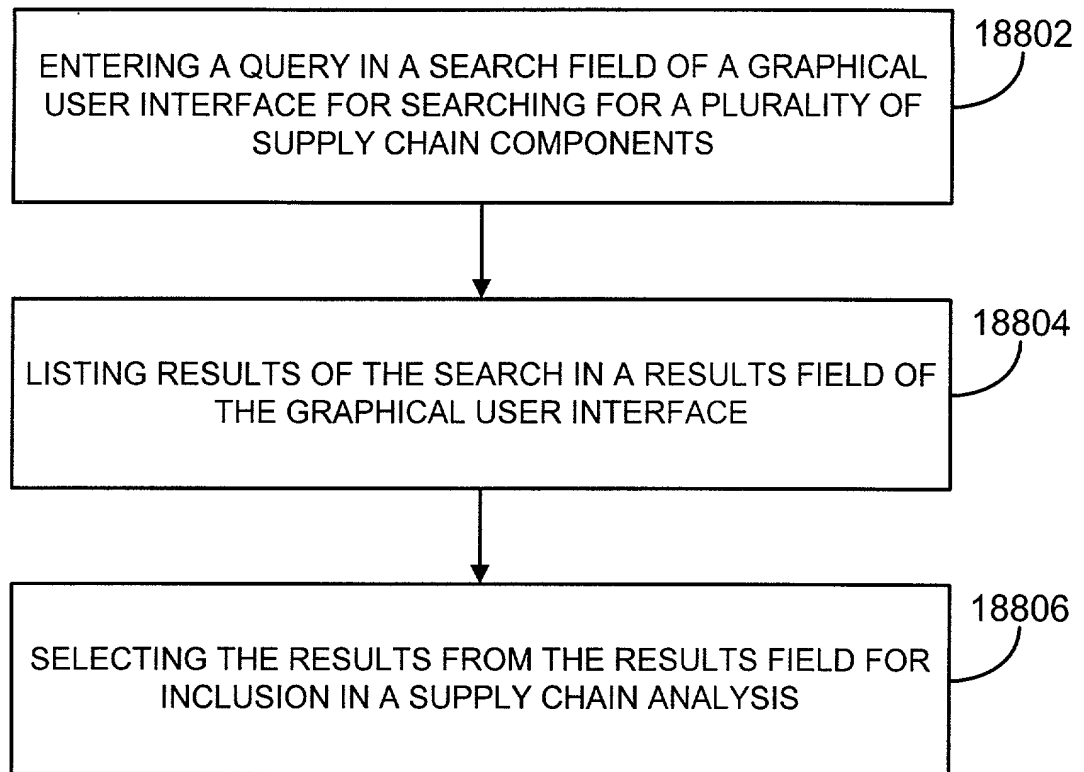 18802
ENTERING A QUERY IN A SEARCH FIELD OF A GRAPHICAL
USER INTERFACE FOR SEARCHING FOR A PLURALITY OF
SUPPLY CHAIN COMPONENTS
18804
LISTING RESULTS OF THE SEARCH IN A RESULTS FIELD OF
THE GRAPHICAL USER INTERFACE
18806
SELECTING THE RESULTS FROM THE RESULTS FIELD FOR
INCLUSION IN A SUPPLY CHAIN ANALYSIS